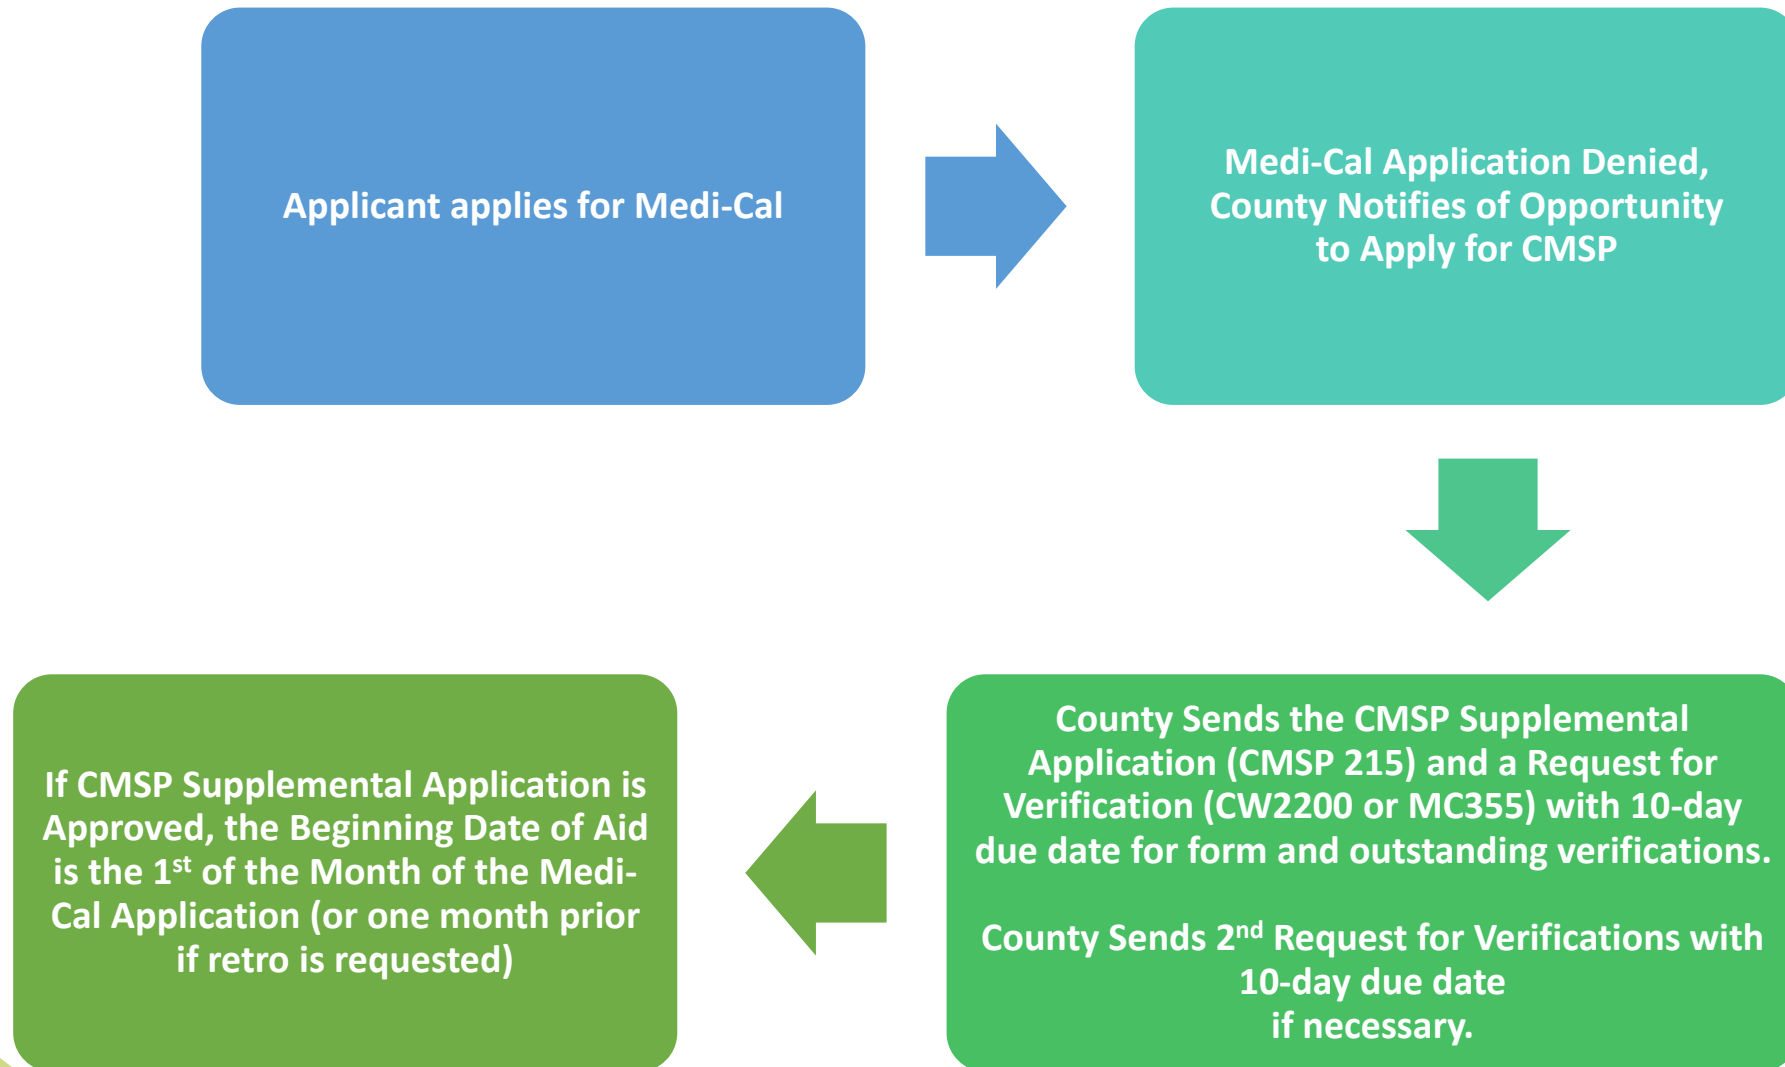 Applicant applies for Medi-Cal
Medi-Cal Application Denied,
County Notifies of Opportunity
to Apply for CMSP
County Sends the CMSP Supplemental
Application (CMSP 215) and a Request for
Verification (CW2200 or MC355) with 10-day
due date for form and outstanding verifications.
County Sends 2nd Request for Verifications with
10-day due date
if necessary.
If CMSP Supplemental Application is
Approved, the Beginning Date of Aid
is the 1st of the Month of the Medi-
Cal Application (or one month prior
if retro is requested)